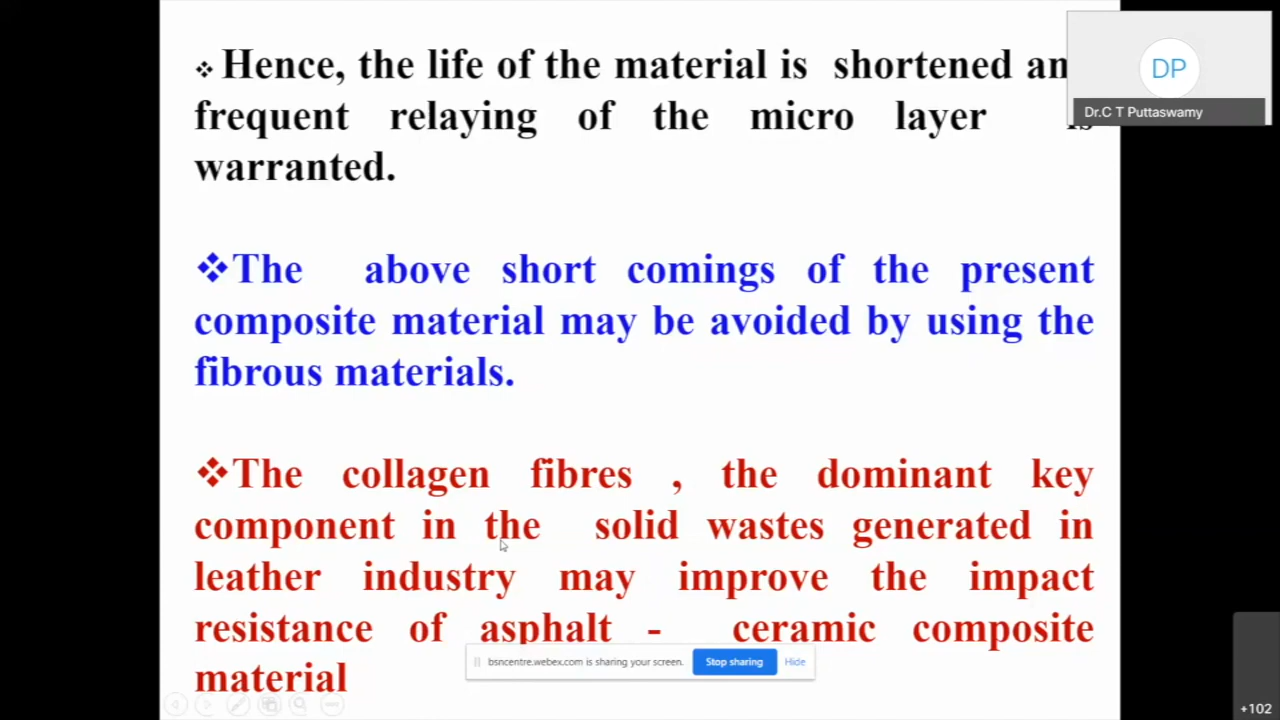 ❖Hence, the life of the material is shortened an
frequent relaying of the micro layer is
warranted.
❖The above short comings of the present
composite material may be avoided by using the
fibrous materials.
❖The collagen fibres , the dominant key
component in the solid wastes generated in
leather industry may improve the impact
resistance of asphalt - ceramic composite
material
DP
Dr.C T Puttaswamy
bsncentre.webex.com is sharing your screen. Stop sharing Hide
+102